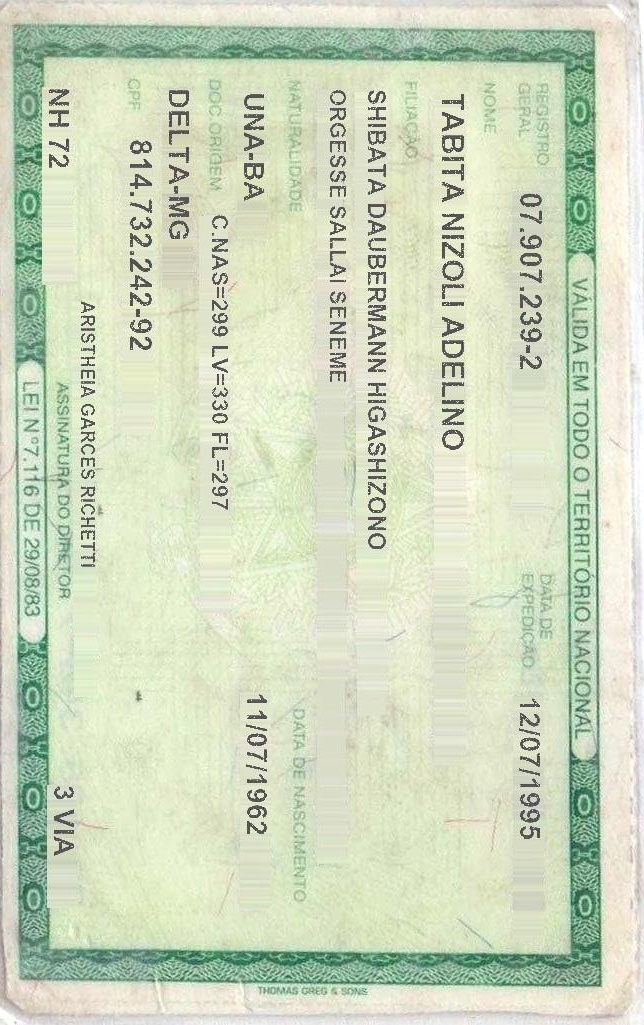 VÁLIDA EM TODO O TERRITÓRIO NACIONAL
REGISTRO GERAL 07.907.239-2 DATA DE EXPEDIÇÃO 12/07/1995
NOME
TABITA NIZOLI ADELINO
FILIAÇÃO
SHIBATA DAUBERMANN HIGASHIZONO
ORGESSE SALLAI SENEME
NATURALIDADE DATA DE NASCIMENTO
UNA-BA 11/07/1962
DOC ORIGEM C.NAS=299 LV=330 FL=297
DELTA-MG
CPF 814.732.242-92
ARISTHEIA GARCES RICHETTI
NH 72 ASSINATURA DO DIRETOR 3 VIA
LEI Nº 7.116 DE 29/08/83
THOMAS GREG & SONS